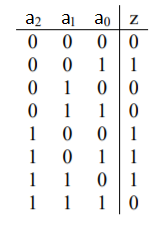 a₂ a₁ a₀ z
0 0 0 0
0 0 1 1
0 1 0 0
0 1 1 0
1 0 0 1
1 0 1 1
1 1 0 1
1 1 1 0